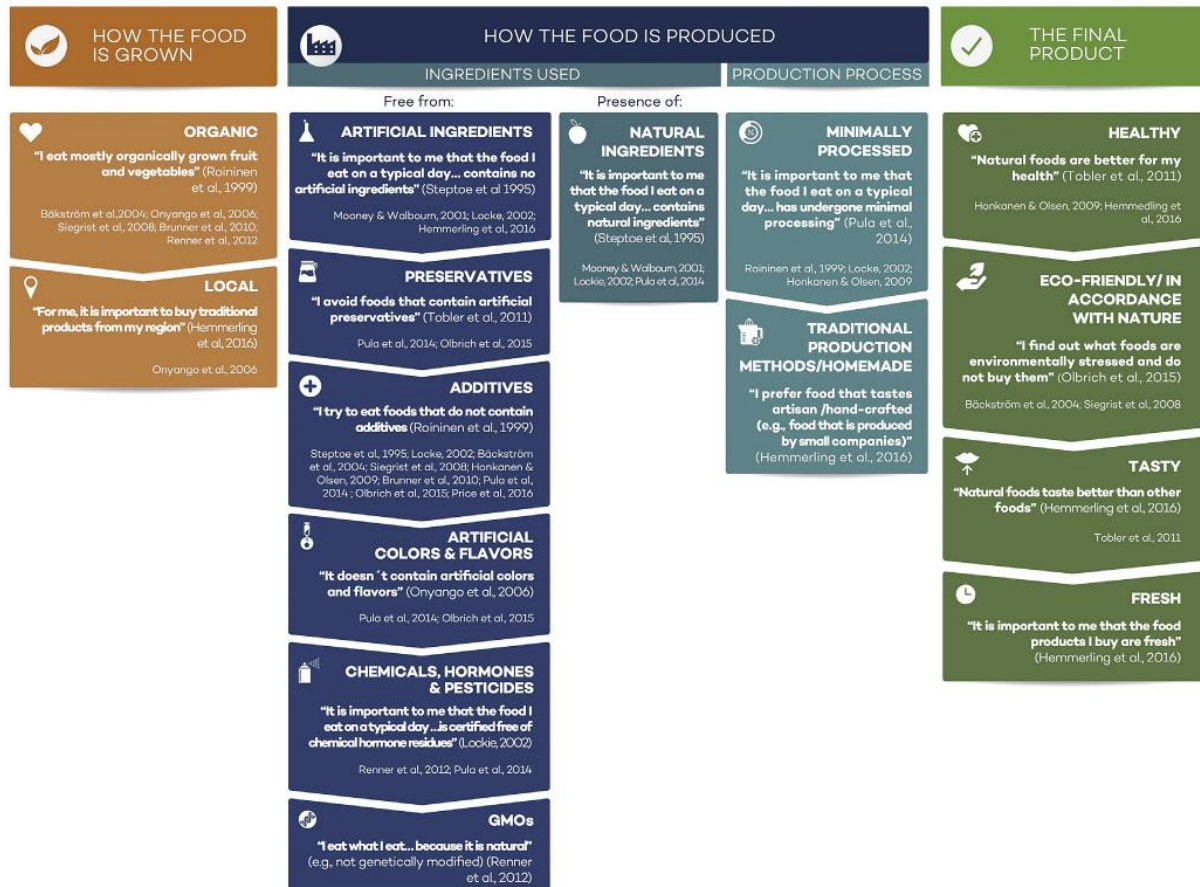 HOW THE FOOD
IS GROWN
ORGANIC
“I eat mostly organically grown fruit
and vegetables” (Roininen
et al., 1999)
Bäkström et al.,2004; Onyango et al., 2006;
Siegrist et al., 2008; Brunner et al., 2010;
Renner et al., 2012
LOCAL
“For me, it is important to buy traditional
products from my region” (Hemmerling
et al, 2016)
Onyango et al., 2006
HOW THE FOOD IS PRODUCED
INGREDIENTS USED
PRODUCTION PROCESS
Free from:
ARTIFICIAL INGREDIENTS
“It is important to me that the food I
eat on a typical day... contains no
artificial ingredients” (Steptoe et al 1995)
Mooney & Walbourn, 2001; Locke, 2002;
Hemmerling et al., 2016
PRESERVATIVES
“I avoid foods that contain artificial
preservatives” (Tobler et al., 2011)
Pula et al., 2014; Olbrich et al., 2015
ADDITIVES
“I try to eat foods that do not contain
additives (Roininen et al., 1999)
Steptoe et al., 1995; Locke, 2002; Bäckström
et al., 2004; Siegrist et al., 2008; Honkanen &
Olsen, 2009; Brunner et al., 2010; Pula et al.,
2014 ; Olbrich et al., 2015; Price et al., 2016
ARTIFICIAL
COLORS & FLAVORS
“It doesn´t contain artificial colors
and flavors” (Onyango et al., 2006)
Pula et al., 2014; Olbrich et al., 2015
CHEMICALS, HORMONES
& PESTICIDES
“It is important to me that the food I
eat on a typical day ...is certified free of
chemical hormone residues” (Lockie, 2002)
Renner et al., 2012; Pula et al., 2014
GMOs
“I eat what I eat... because it is natural”
(e.g., not genetically modified) (Renner
et al., 2012)
Presence of:
NATURAL
INGREDIENTS
“It is important to me
that the food I eat on a
typical day... contains
natural ingredients”
(Steptoe et al., 1995)
Mooney & Walbourn, 2001;
Lockie, 2002; Pula et al., 2014
MINIMALLY
PROCESSED
“It is important to me that
the food I eat on a typical
day... has undergone minimal
processing” (Pula et al.,
2014)
Roininen et al., 1999; Locke, 2002;
Honkanen & Olsen, 2009
TRADITIONAL
PRODUCTION
METHODS/HOMEMADE
“I prefer food that tastes
artisan /hand-crafted
(e.g., food that is produced
by small companies)”
(Hemmerling et al., 2016)
THE FINAL
PRODUCT
HEALTHY
“Natural foods are better for my
health” (Tobler et al., 2011)
Honkanen & Olsen, 2009; Hemmedling et
al., 2016
ECO-FRIENDLY/ IN
ACCORDANCE
WITH NATURE
“I find out what foods are
environmentally stressed and do
not buy them” (Olbrich et al., 2015)
Bäckström et al., 2004; Siegrist et al., 2008
TASTY
“Natural foods taste better than other
foods” (Hemmerling et al., 2016)
Tobler et al., 2011
FRESH
“It is important to me that the food
products I buy are fresh”
(Hemmerling et al., 2016)